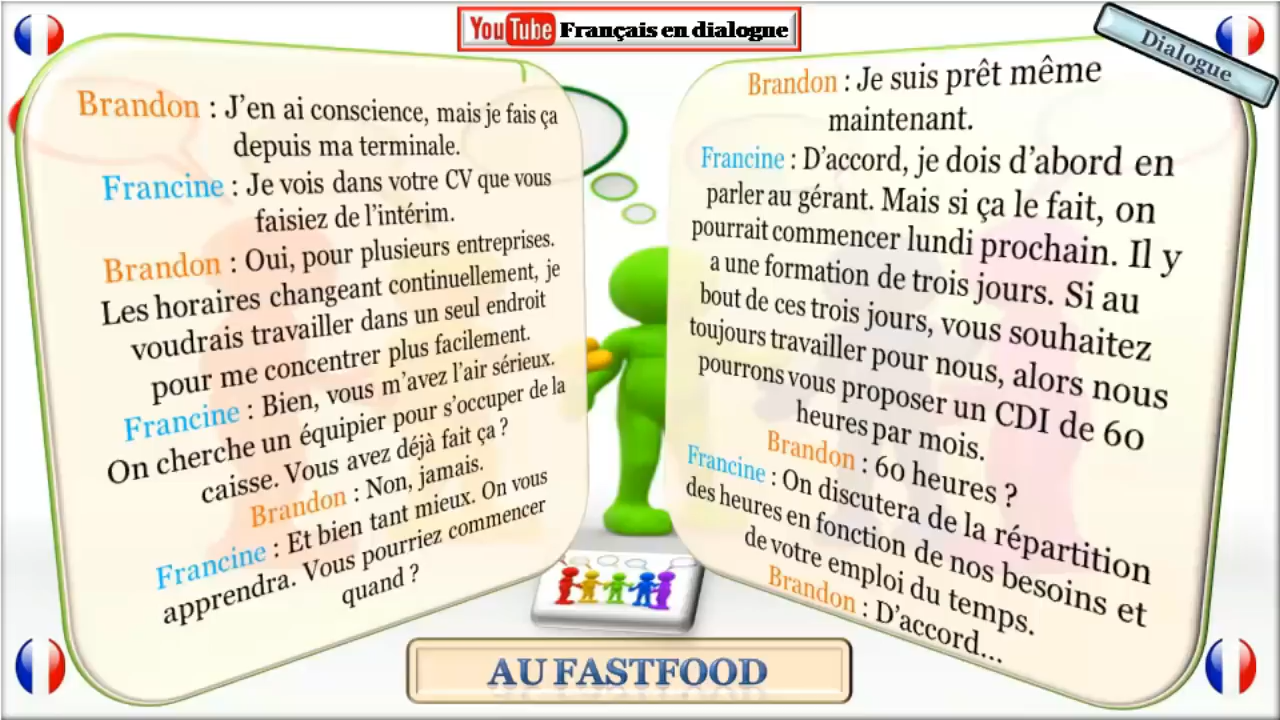 YouTube Français en dialogue
Dialogue
Brandon : J'en ai conscience, mais je fais ça
depuis ma terminale.
Francine : Je vois dans votre CV que vous
faisiez de l'intérim.
Brandon : Oui, pour plusieurs entreprises.
Les horaires changeant continuellement, je
voudrais travailler dans un seul endroit
pour me concentrer plus facilement.
Francine : Bien, vous m'avez l'air sérieux.
On cherche un équipier pour s'occuper de la
caisse. Vous avez déjà fait ça ?
Brandon : Non, jamais.
Francine : Et bien tant mieux. On vous
apprendra. Vous pourriez commencer
quand ?
Brandon : Je suis prêt même
maintenant.
Francine : D'accord, je dois d'abord en
parler au gérant. Mais si ça le fait, on
pourrait commencer lundi prochain. Il y
a une formation de trois jours. Si au
bout de ces trois jours, vous souhaitez
toujours travailler pour nous, alors nous
pourrons vous proposer un CDI de 60
heures par mois.
Brandon : 60 heures ?
Francine : On discutera de la répartition
des heures en fonction de nos besoins et
de votre emploi du temps.
Brandon : D'accord...
AU FASTFOOD